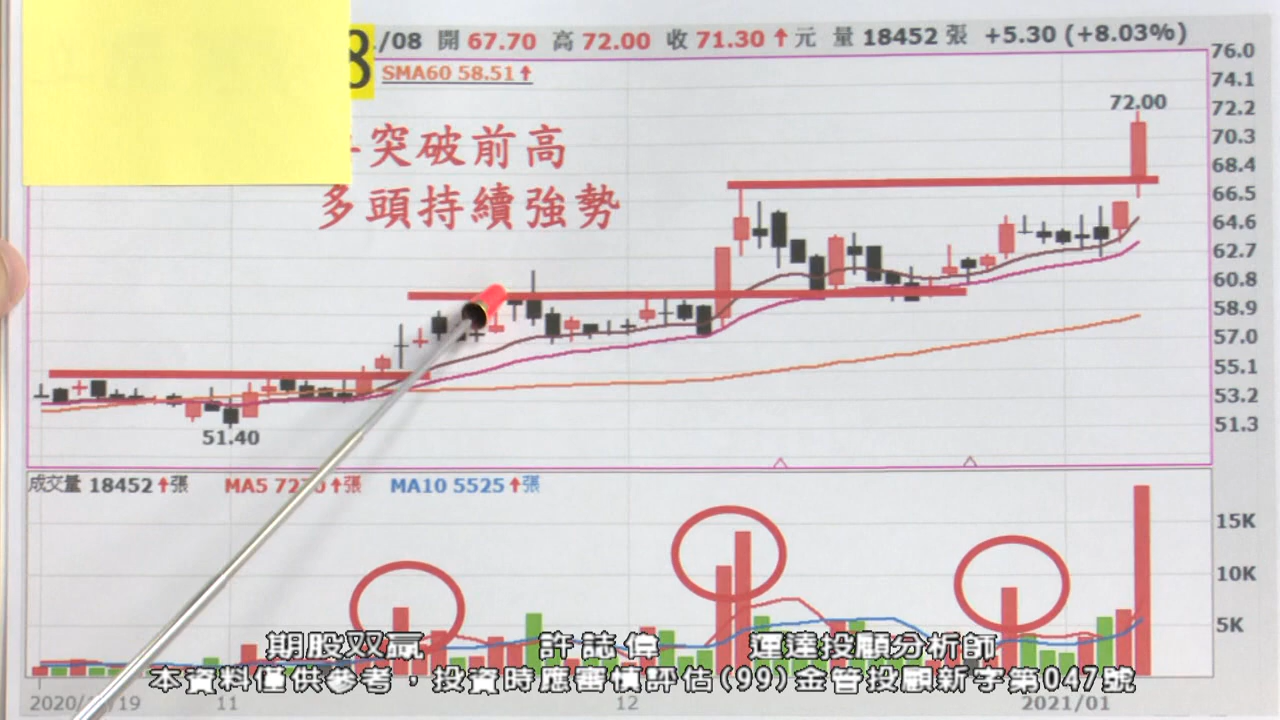 8 /08 開 67.70 高 72.00 收 71.30↑元 量 18452 張 +5.30 (+8.03%)
SMA60 58.51↑
突破前高
多頭持續強勢
72.00
51.40
76.0
74.1
72.2
70.3
68.4
66.5
64.6
62.7
60.8
58.9
57.0
55.1
53.2
51.3
成交量 18452↑張 MA5 72 0↑張 MA10 5525↑張
15K
10K
5K
期股双贏 許誌偉 運達投顧分析師
本資料僅供參考，投資時應審慎評估(99)金管投顧新字第047號
2020/ /19 11 12 2021/01